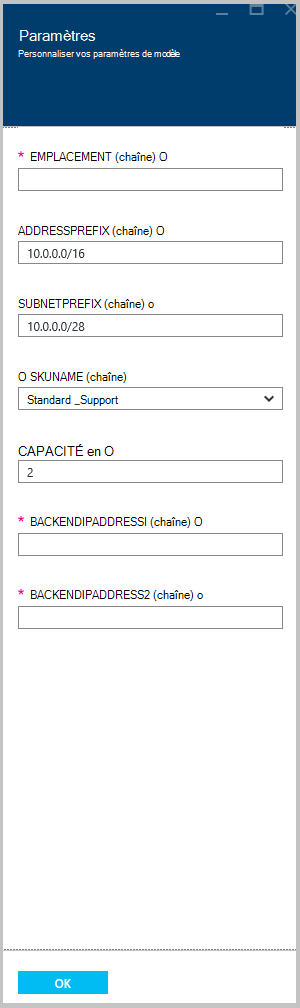 Paramètres
Personnaliser vos paramètres de modèle
* EMPLACEMENT (chaîne) O
ADDRESSPREFIX (chaîne) O
10.0.0.0/16
SUBNETPREFIX (chaîne) o
10.0.0.0/28
O SKUNAME (chaîne)
Standard _Support
CAPACITÉ en O
2
* BACKENDIPADDRESSI (chaîne) O
* BACKENDIPADDRESS2 (chaîne) o
OK